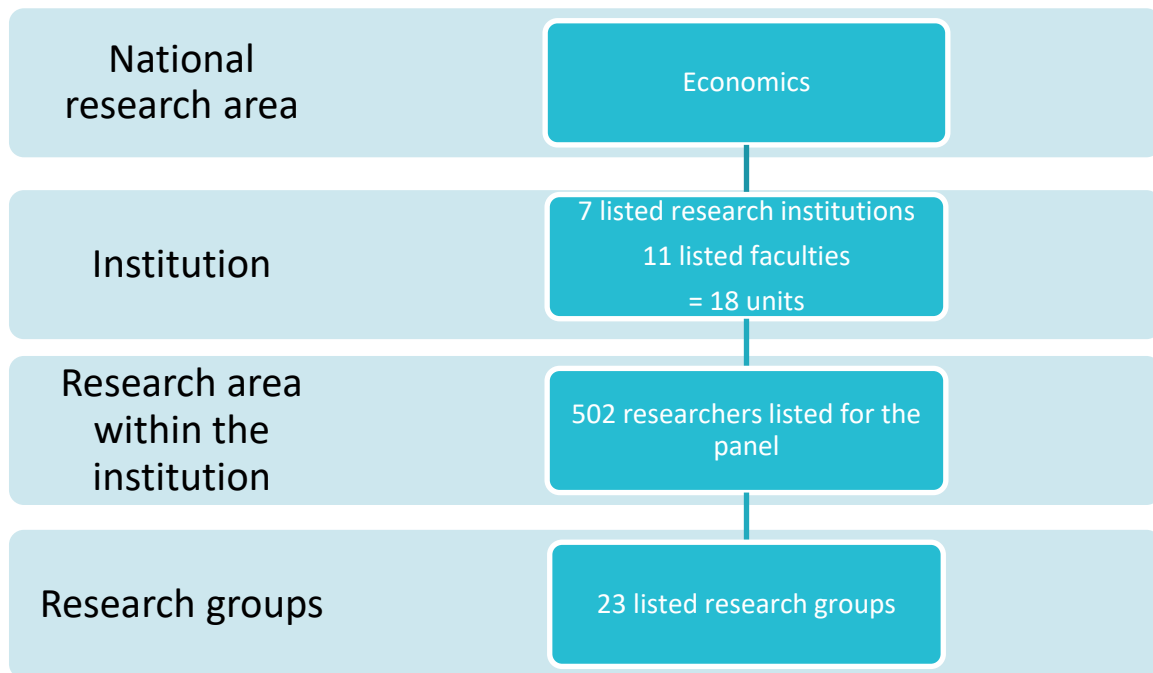 National
research area
Economics
Institution
7 listed research institutions
11 listed faculties
= 18 units
Research area
within the
institution
502 researchers listed for the
panel
Research groups
23 listed research groups